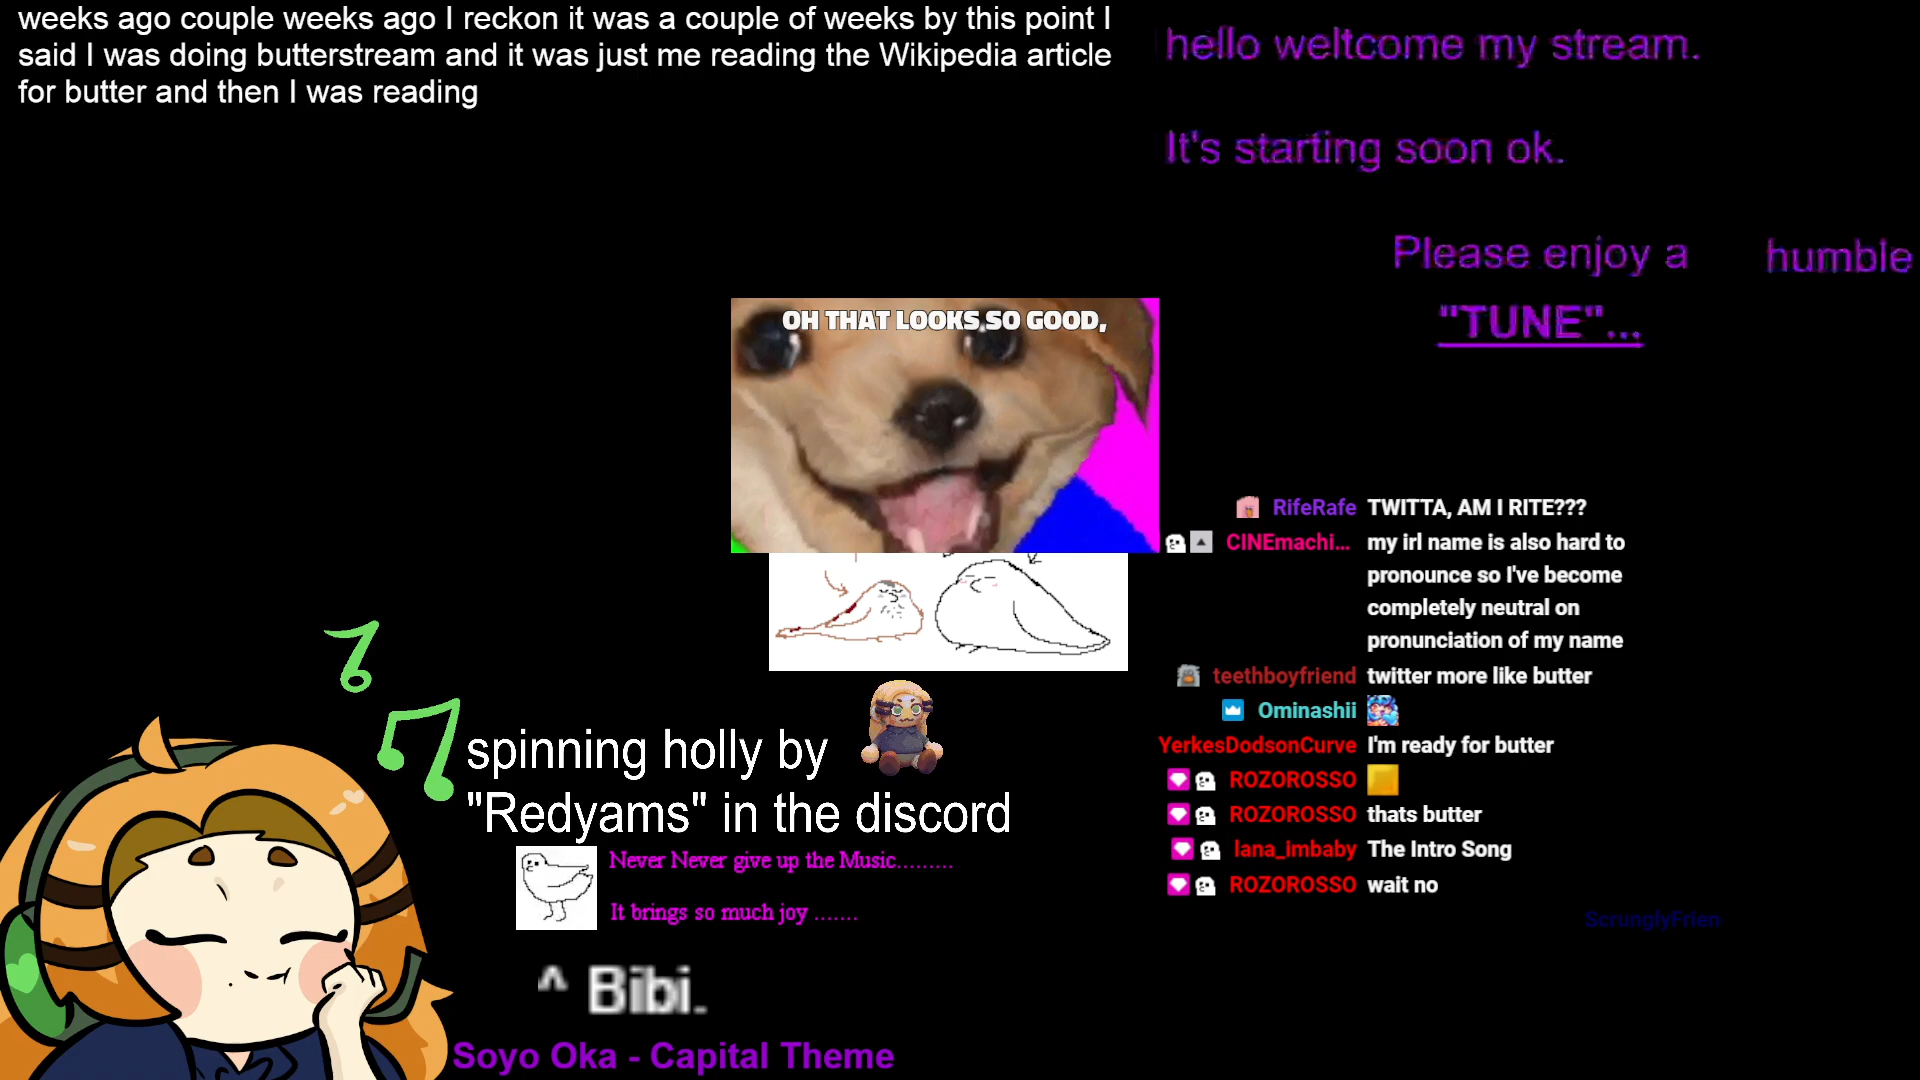 weeks ago couple weeks ago I reckon it was a couple of weeks by this point I
said I was doing butterstream and it was just me reading the Wikipedia article
for butter and then I was reading
hello weltcome my stream.
It's starting soon ok.
Please enjoy a humble
"TUNE"...
OH THAT LOOKS SO GOOD,
RifeRafe TWITTA, AM I RITE???
CINEmachi... my irl name is also hard to
pronounce so I've become
completely neutral on
pronunciation of my name
teethboyfriend twitter more like butter
Ominashii
YerkesDodsonCurve I'm ready for butter
ROZOROSSO
ROZOROSSO thats butter
lana_imbaby The Intro Song
ROZOROSSO wait no
ScrunglyFrien
spinning holly by
"Redyams" in the discord
Never Never give up the Music.........
It brings so much joy .......
^ Bibi.
Soyo Oka - Capital Theme